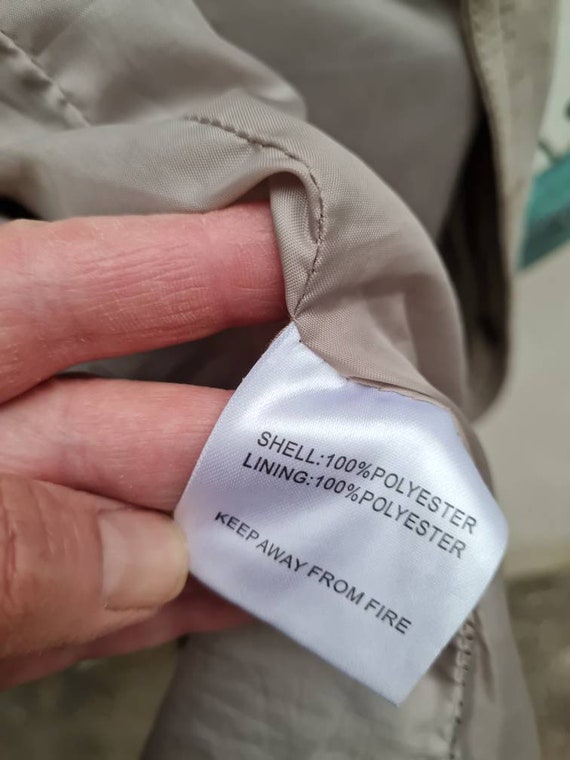 SHELL:100%POLYESTER
LINING:100%POLYESTER
KEEP AWAY FROM FIRE